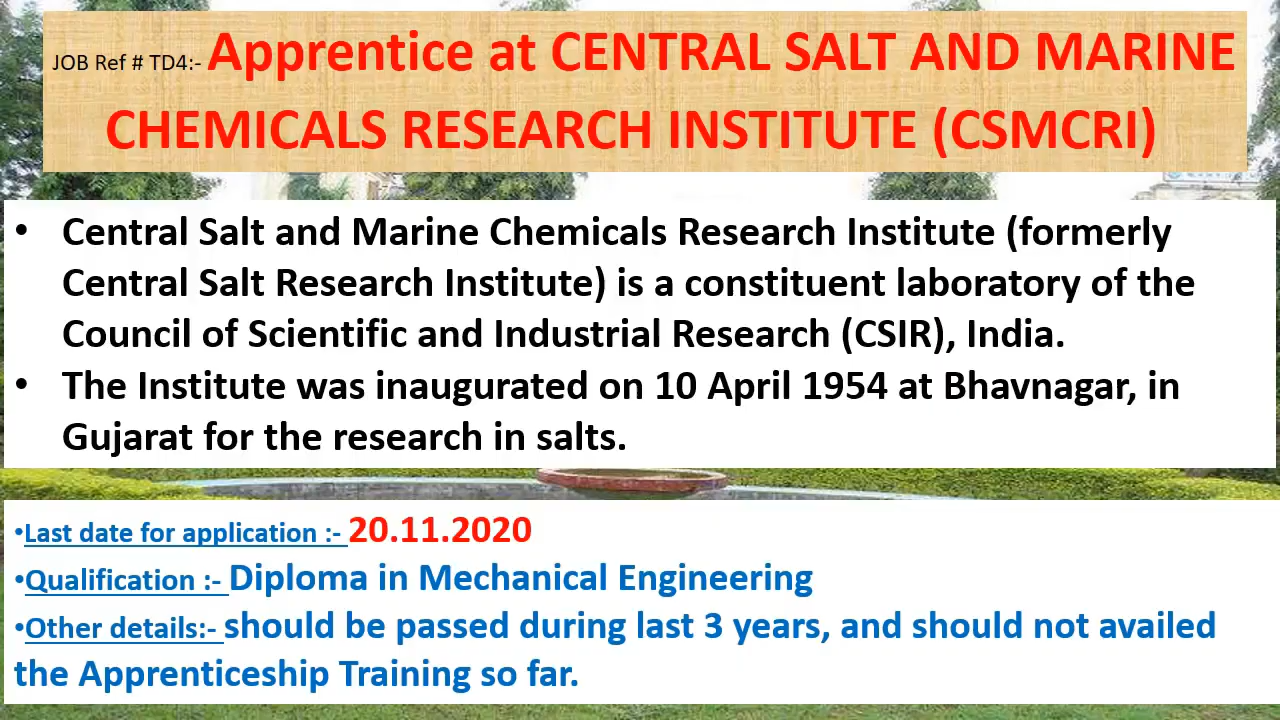 JOB Ref # TD4:- Apprentice at CENTRAL SALT AND MARINE
CHEMICALS RESEARCH INSTITUTE (CSMCRI)
• Central Salt and Marine Chemicals Research Institute (formerly
Central Salt Research Institute) is a constituent laboratory of the
Council of Scientific and Industrial Research (CSIR), India.
• The Institute was inaugurated on 10 April 1954 at Bhavnagar, in
Gujarat for the research in salts.
•Last date for application :- 20.11.2020
•Qualification :- Diploma in Mechanical Engineering
•Other details:- should be passed during last 3 years, and should not availed
the Apprenticeship Training so far.